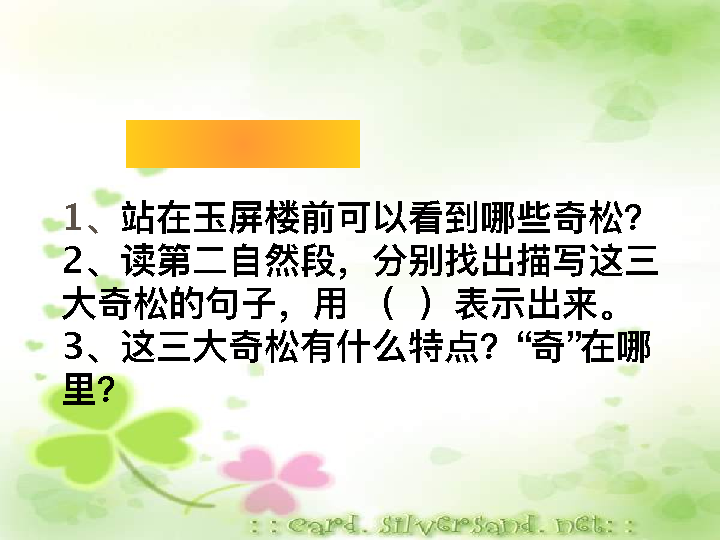 1、站在玉屏楼前可以看到哪些奇松？
2、读第二自然段，分别找出描写这三
大奇松的句子，用 （ ）表示出来。
3、这三大奇松有什么特点？“奇”在哪
里？
: : card. silversand. net: :